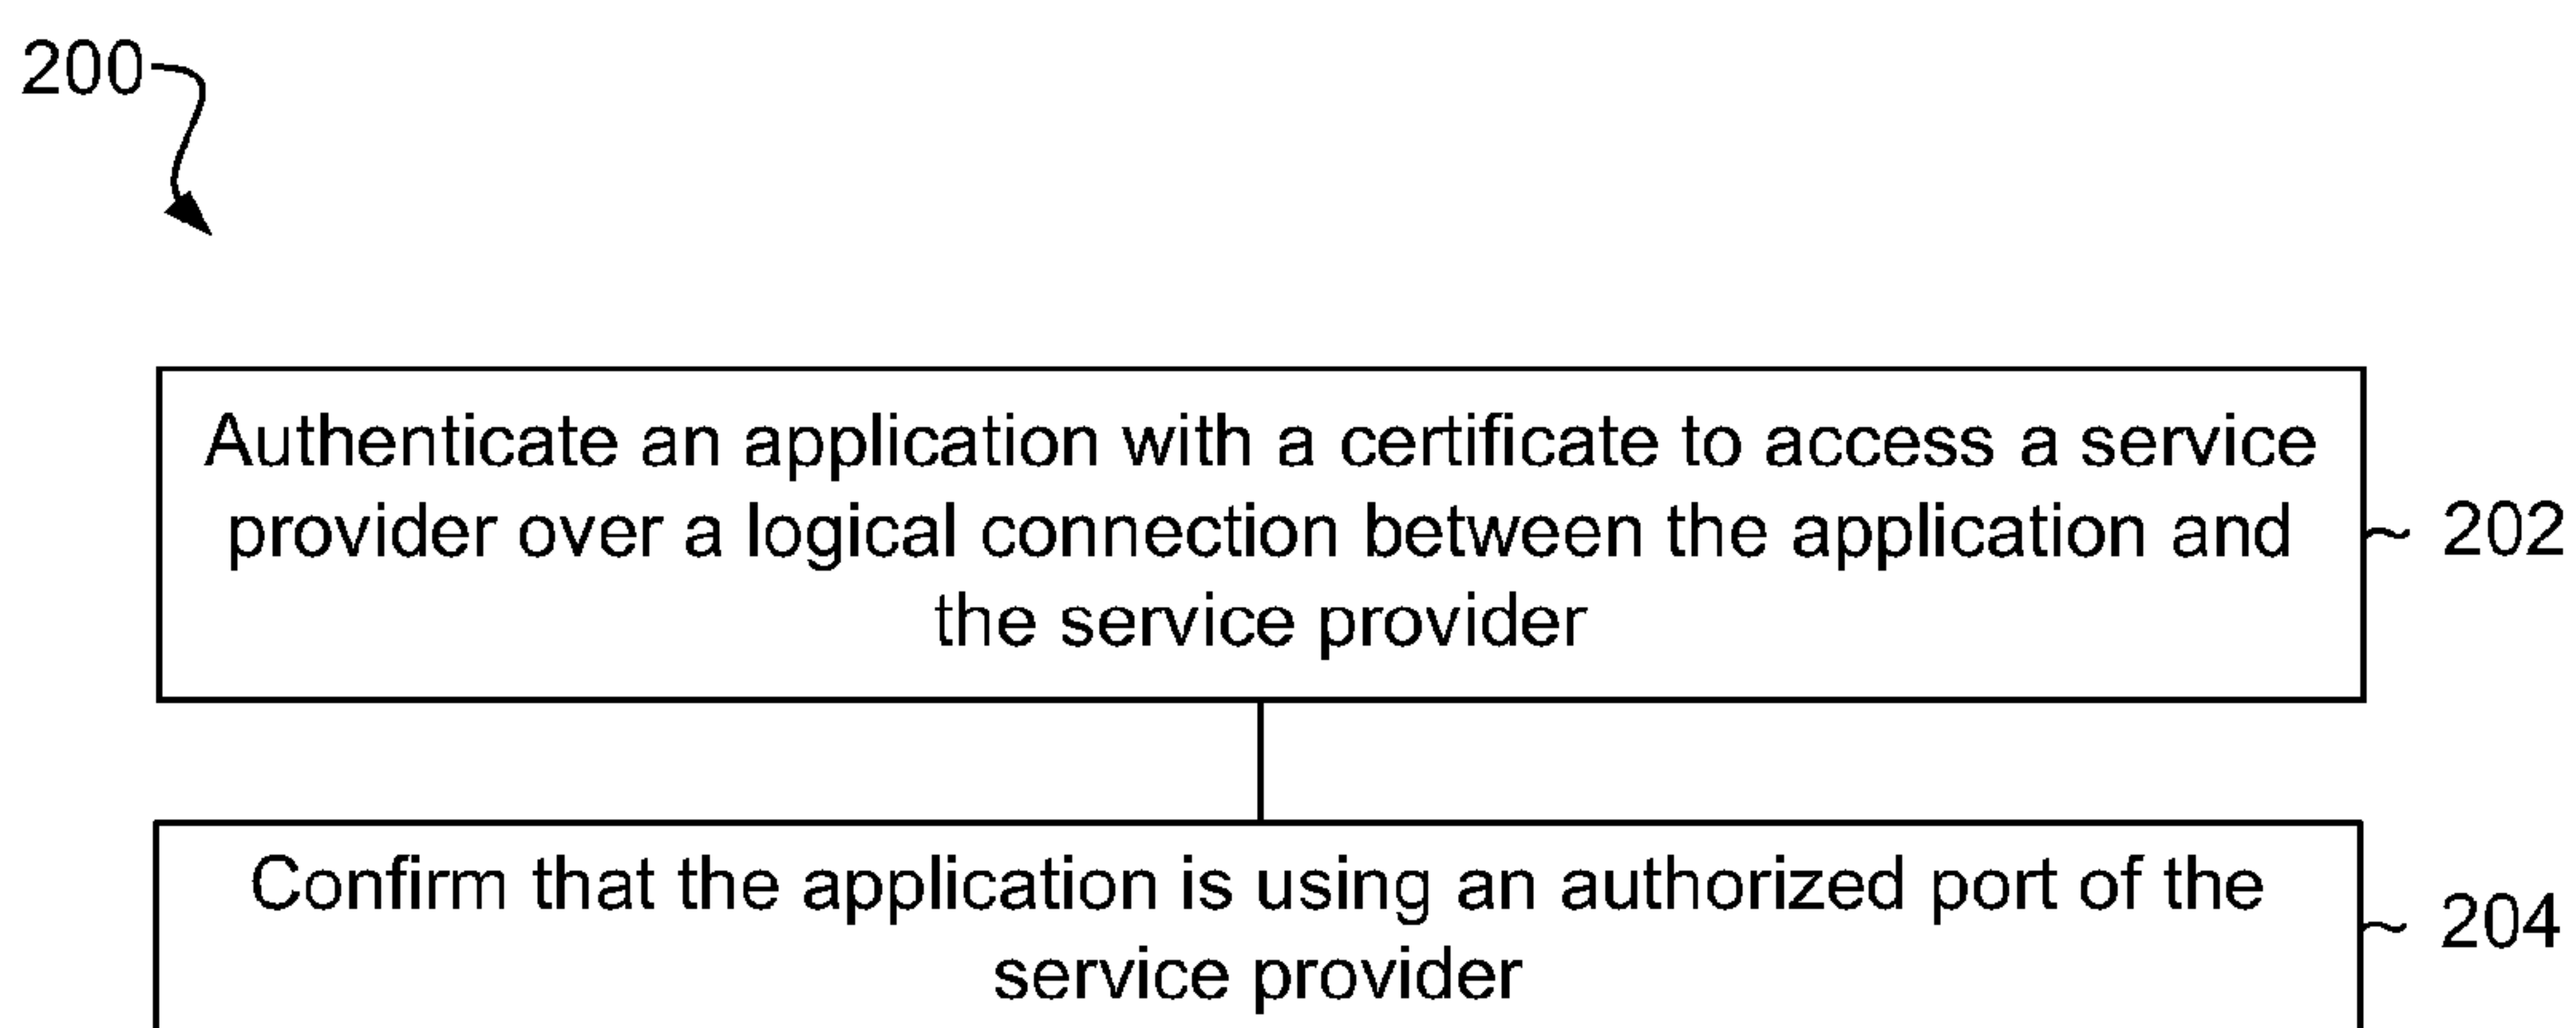 200
Authenticate an application with a certificate to access a service
provider over a logical connection between the application and
the service provider
202
Confirm that the application is using an authorized port of the
service provider
204